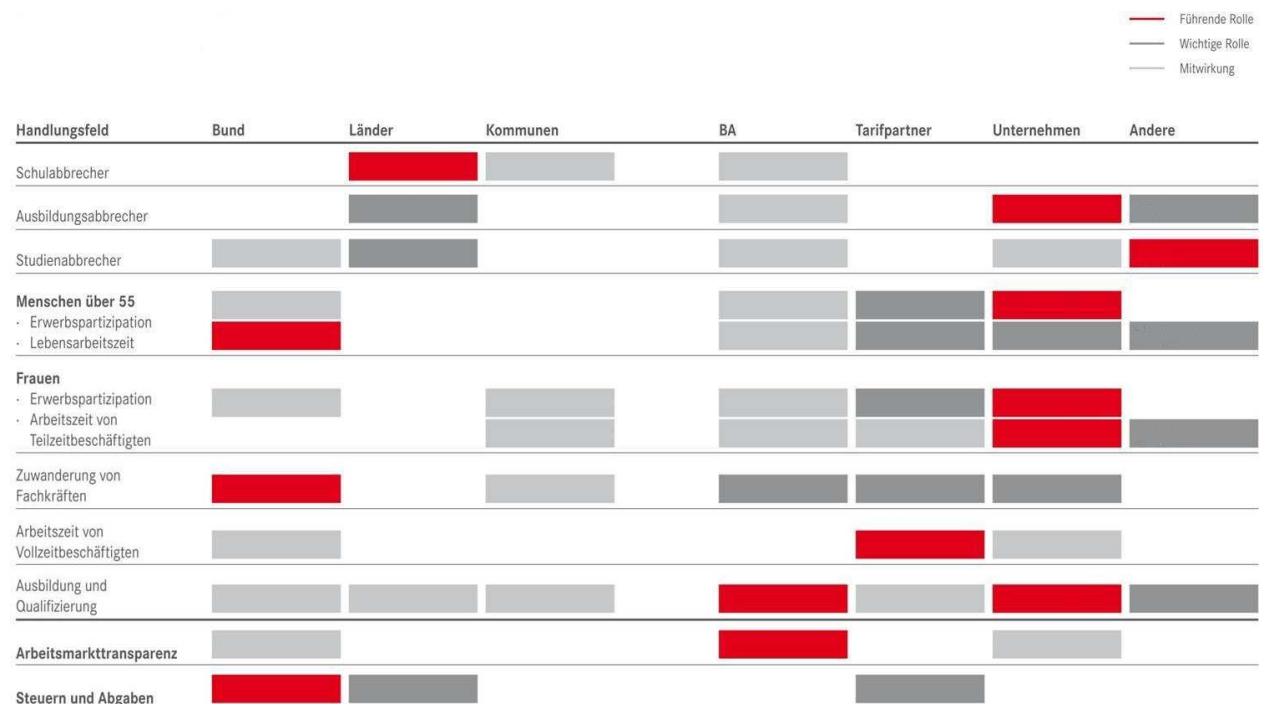 Führende Rolle
Wichtige Rolle
Mitwirkung
Handlungsfeld Bund Länder Kommunen BA Tarifpartner Unternehmen Andere
Schulabbrecher
Ausbildungsabbrecher
Studienabbrecher
Menschen über 55
· Erwerbspartizipation
· Lebensarbeitszeit
Frauen
· Erwerbspartizipation
· Arbeitszeit von
Teilzeitbeschäftigten
Zuwanderung von
Fachkräften
Arbeitszeit von
Vollzeitbeschäftigten
Ausbildung und
Qualifizierung
Arbeitsmarkttransparenz
Steuern und Abgaben